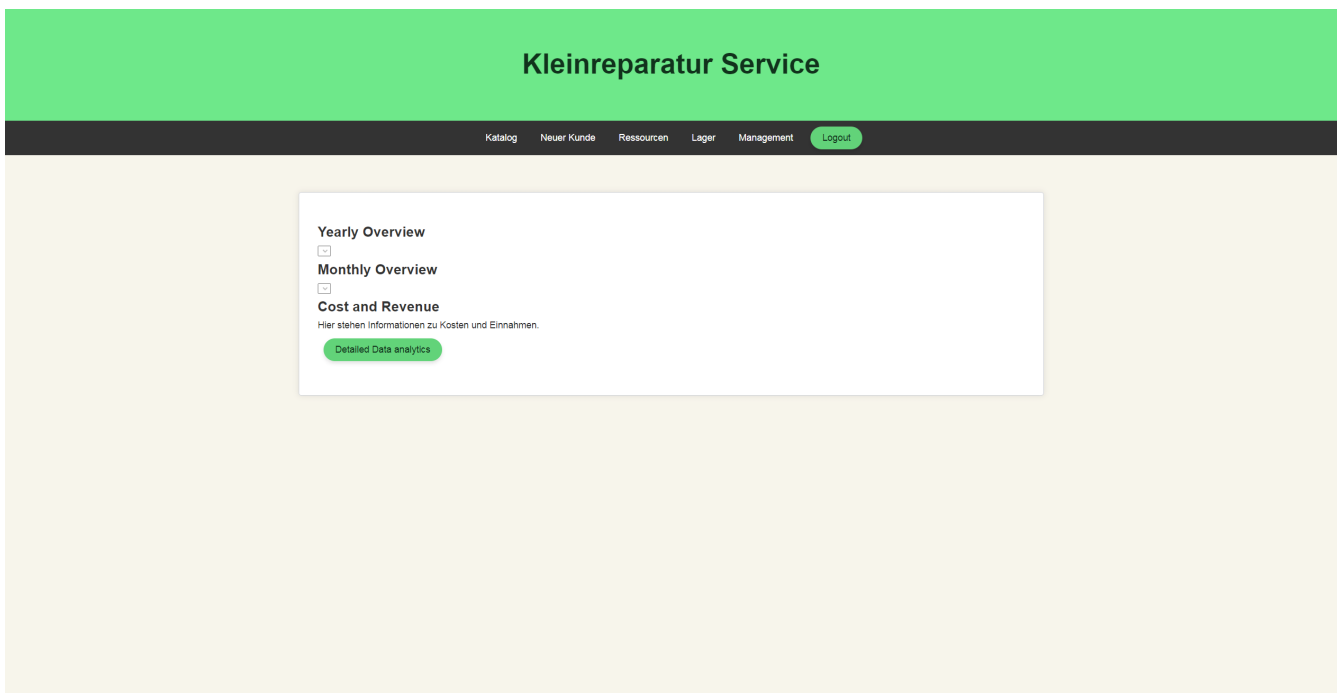 Kleinreparatur Service
Katalog Neuer Kunde Ressourcen Lager Management Logout
Yearly Overview
Monthly Overview
Cost and Revenue
Hier stehen Informationen zu Kosten und Einnahmen.
Detailed Data analytics